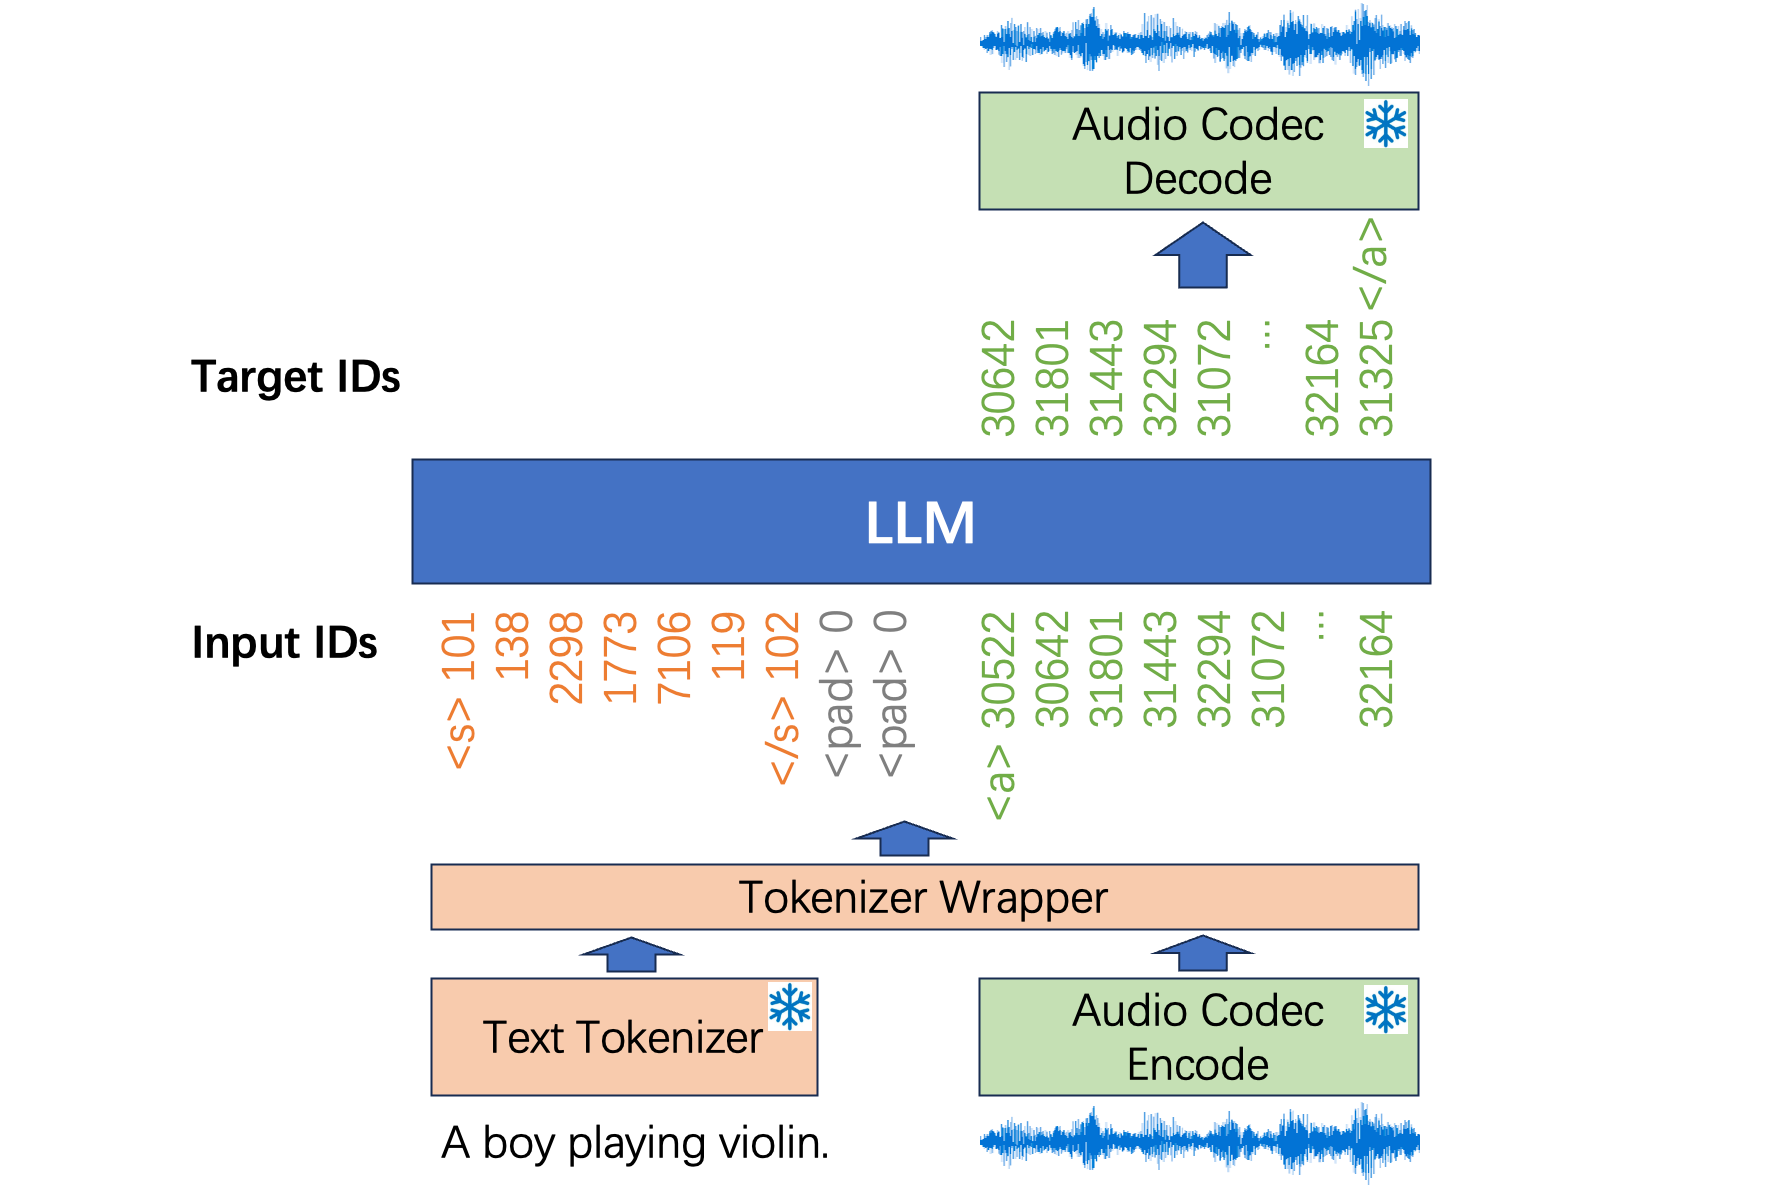 Audio Codec
Decode
Target IDs
30642
31801
31443
32294
31072
...
32164
31325 </a>
LLM
Input IDs
<s> 101
138
2298
1773
7106
119
</s> 102
<pad> 0
<pad> 0
<a> 30522
30642
31801
31443
32294
31072
...
32164
Tokenizer Wrapper
Text Tokenizer
Audio Codec
Encode
A boy playing violin.